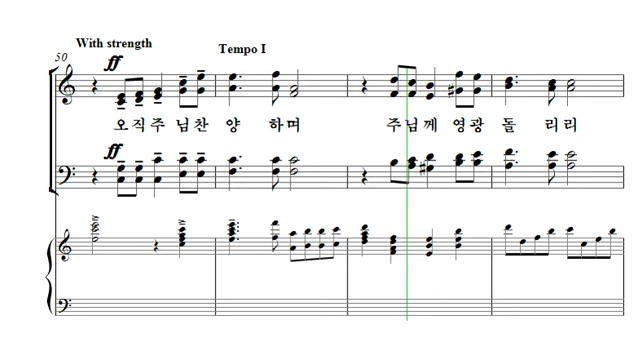 With strength
Tempo I
50
ff
오직주 님찬 양 하며 주님께 영광 돌 리리
ff